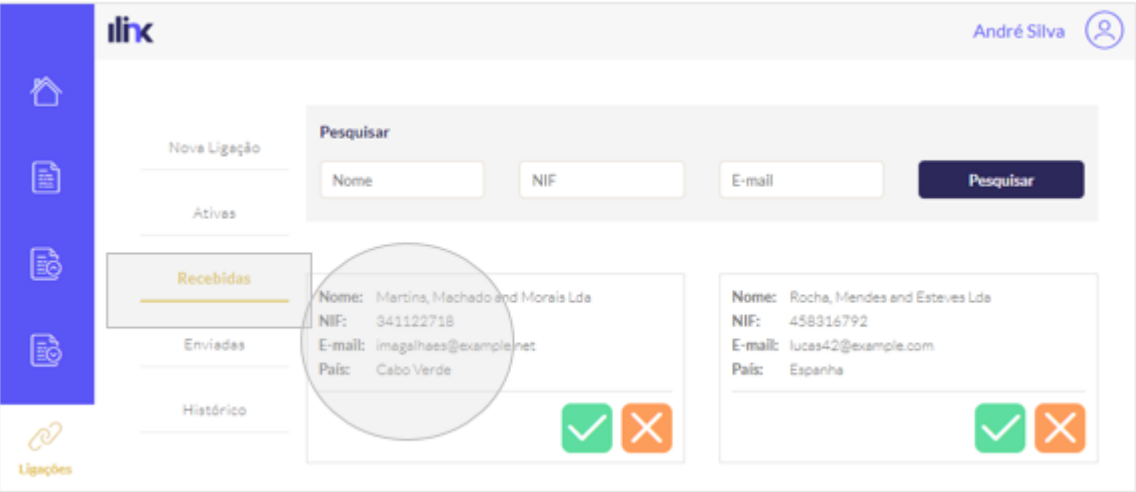 ilink
André Silva
Nova Ligação
Ativas
Recebidas
Enviadas
Histórico
Ligações
Pesquisar
Nome
NIF
E-mail
Pesquisar
Nome: Martins, Machado and Morais Lda
NIF: 341122718
E-mail: imagalhaes@example.net
País: Cabo Verde
Nome: Rocha, Mendes and Esteves Lda
NIF: 458316792
E-mail: lucas42@example.com
País: Espanha